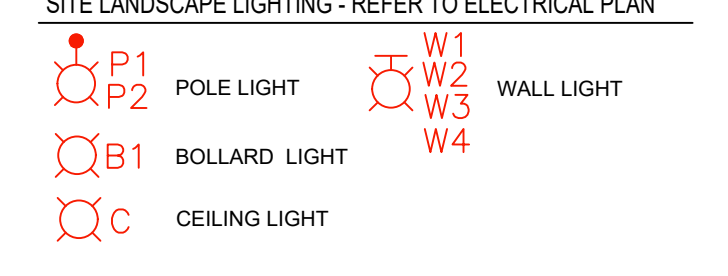 SITE LANDSCAPE LIGHTING - REFER TO ELECTRICAL PLAN
P1
P2
POLE LIGHT
B1
BOLLARD LIGHT
C
CEILING LIGHT
W1
W2
W3
W4
WALL LIGHT